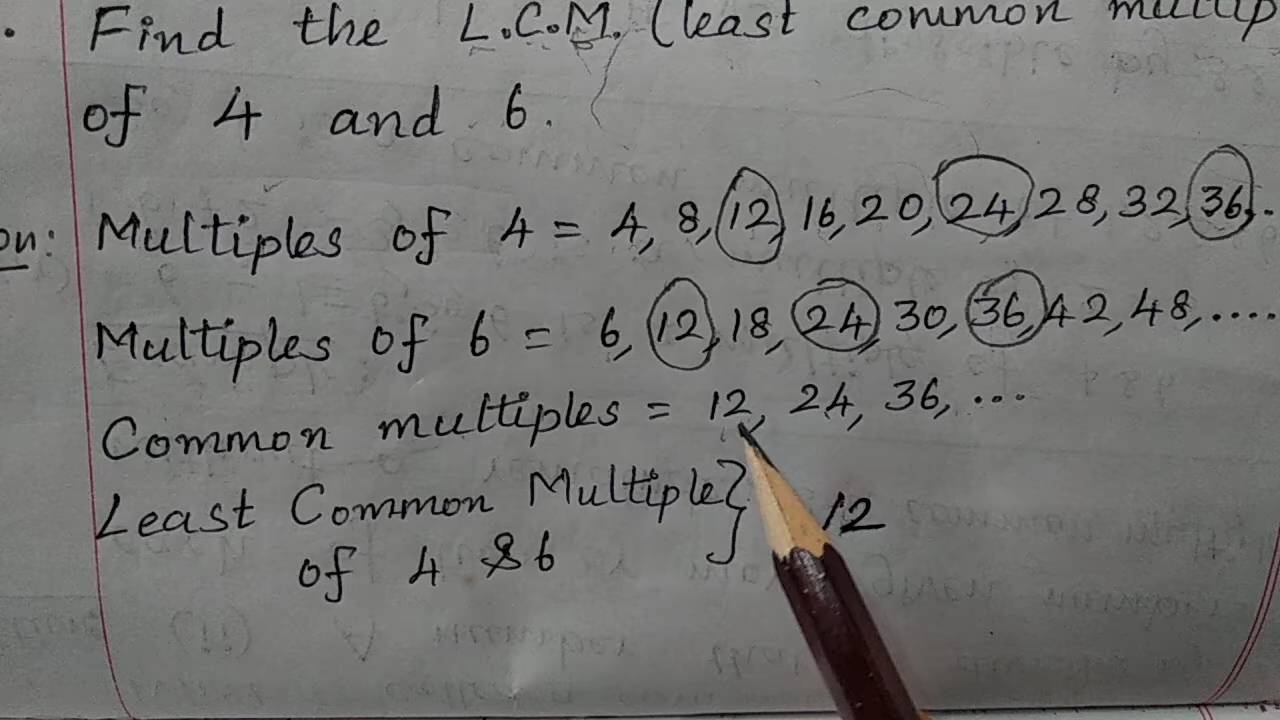 . Find the L.C.M. (least common multip
of 4 and 6.
on: Multiples of 4 = 4, 8, 12, 16, 20, 24, 28, 32, 36, .
Multiples of 6 = 6, 12, 18, 24, 30, 36, 42, 48, ....
Common multiples = 12, 24, 36, ...
Least Common Multiple } 12
of 4 & 6